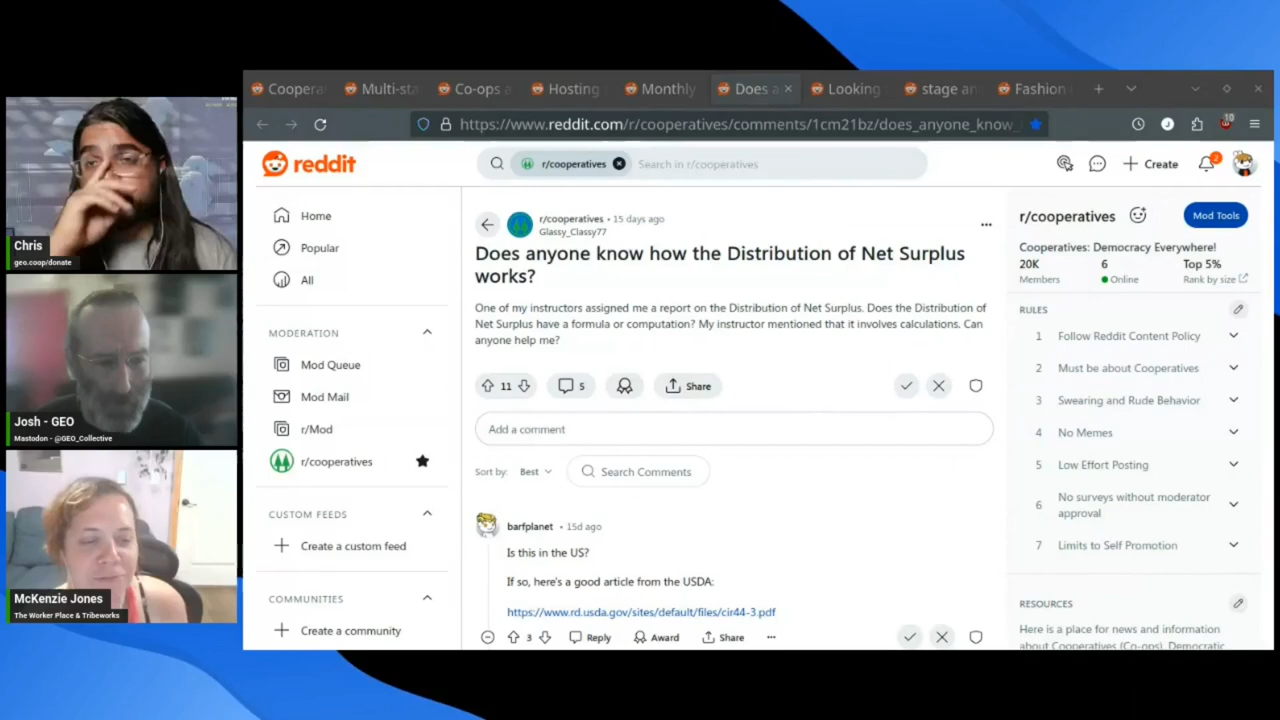 Chris
geo.coop/donate
Josh - GEO
Mastodon - @GEO_Collective
McKenzie Jones
The Worker Place & Tribeworks
Coopera
Multi-sta
Co-ops a
Hosting
Monthly
Does a
Looking
stage an
Fashion
https://www.reddit.com/r/cooperatives/comments/1cm21bz/does_anyone_know_
10
reddit
r/cooperatives
Search in r/cooperatives
Create
2
Home
Popular
All
MODERATION
Mod Queue
Mod Mail
r/Mod
r/cooperatives
CUSTOM FEEDS
Create a custom feed
COMMUNITIES
Create a community
r/cooperatives • 15 days ago
Glassy_Classy77
Does anyone know how the Distribution of Net Surplus
works?
One of my instructors assigned me a report on the Distribution of Net Surplus. Does the Distribution of
Net Surplus have a formula or computation? My instructor mentioned that it involves calculations. Can
anyone help me?
11
5
Share
Add a comment
Sort by: Best
Search Comments
barfplanet • 15d ago
Is this in the US?
If so, here's a good article from the USDA:
https://www.rd.usda.gov/sites/default/files/cir44-3.pdf
3
Reply
Award
Share
r/cooperatives
Mod Tools
Cooperatives: Democracy Everywhere!
20K 6 Top 5%
Members Online Rank by size
RULES
1 Follow Reddit Content Policy
2 Must be about Cooperatives
3 Swearing and Rude Behavior
4 No Memes
5 Low Effort Posting
6 No surveys without moderator
approval
7 Limits to Self Promotion
RESOURCES
Here is a place for news and information
about Cooperatives (Co-ops), Democratic